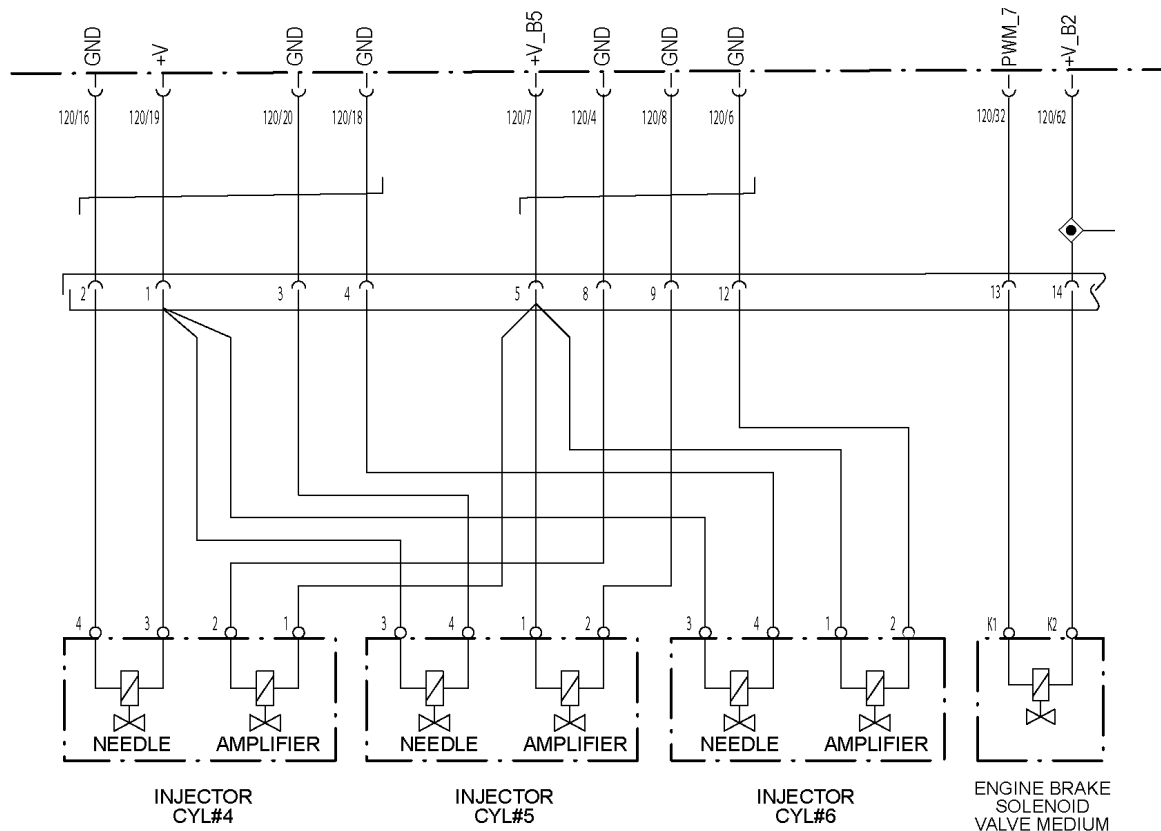 GND +V GND GND +V_B5 GND GND GND PWM_7 +V_B2
120/16 120/19 120/20 120/18 120/7 120/4 120/8 120/6 120/32 120/62
2 1 3 4 5 8 9 12 13 14
4 3 2 1 3 4 1 2 3 4 1 2 K1 K2
NEEDLE AMPLIFIER NEEDLE AMPLIFIER NEEDLE AMPLIFIER
INJECTOR
CYL#4
INJECTOR
CYL#5
INJECTOR
CYL#6
ENGINE BRAKE
SOLENOID
VALVE MEDIUM